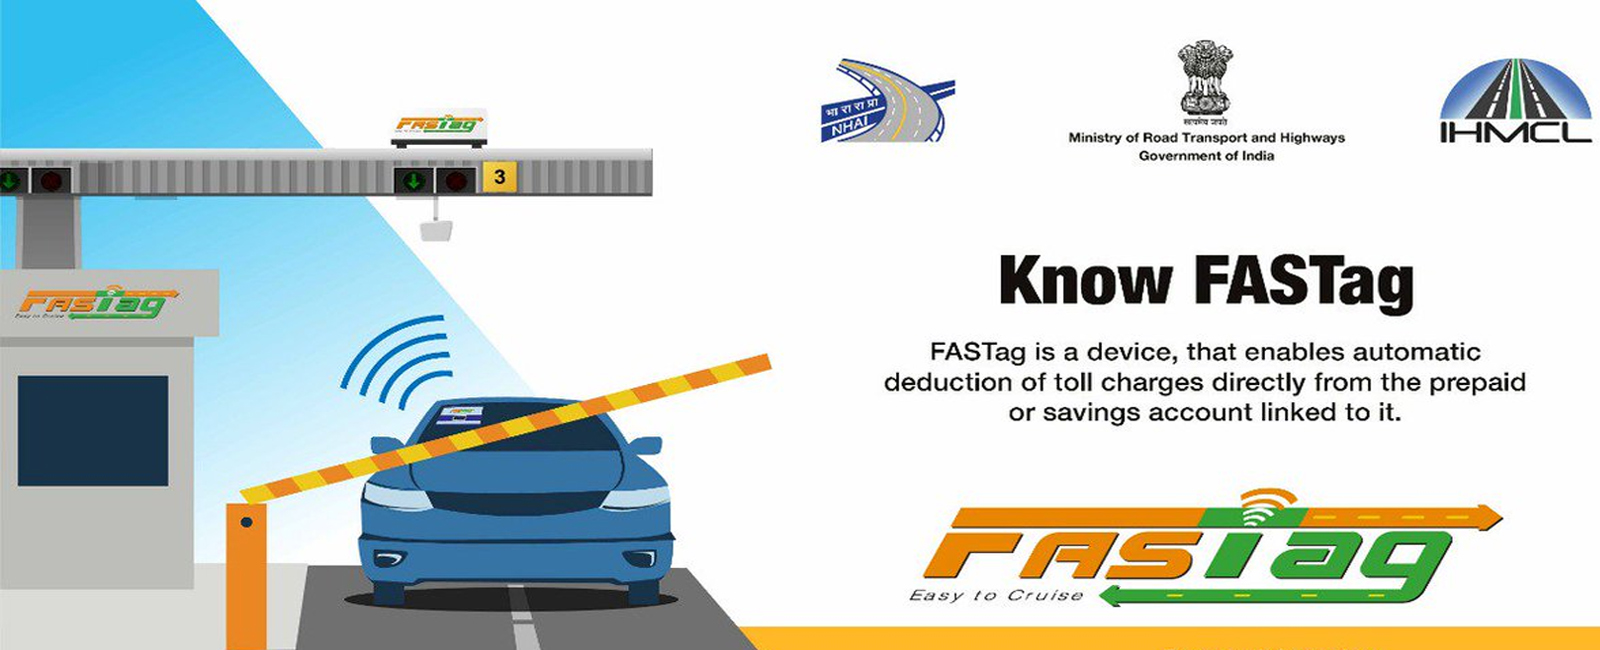 FASTag
3
FASTag
Easy to Cruise
भा रा रा प्रा
NHAI
सत्यमेव जयते
Ministry of Road Transport and Highways
Government of India
IHMCL
Know FASTag
FASTag is a device, that enables automatic
deduction of toll charges directly from the prepaid
or savings account linked to it.
FASTag
Easy to Cruise